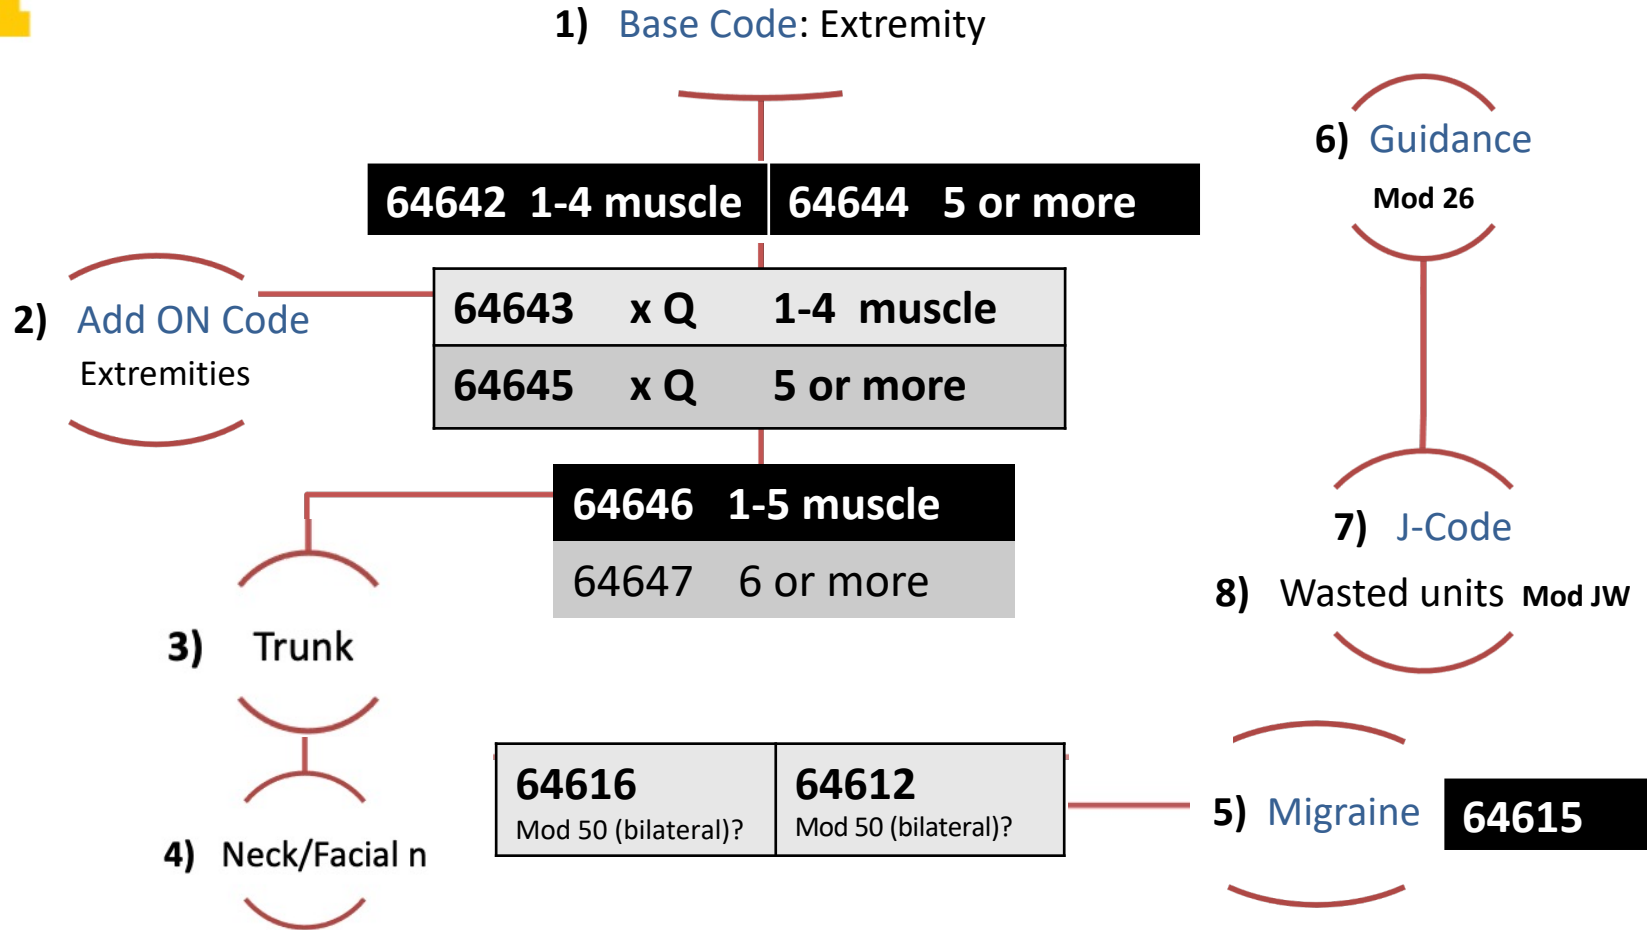 1) Base Code: Extremity
64642 1-4 muscle
64644 5 or more
2) Add ON Code
Extremities
64643 x Q 1-4 muscle
64645 x Q 5 or more
64646 1-5 muscle
64647 6 or more
3) Trunk
4) Neck/Facial n
64616
Mod 50 (bilateral)?
64612
Mod 50 (bilateral)?
5) Migraine
64615
6) Guidance
Mod 26
7) J-Code
8) Wasted units Mod JW